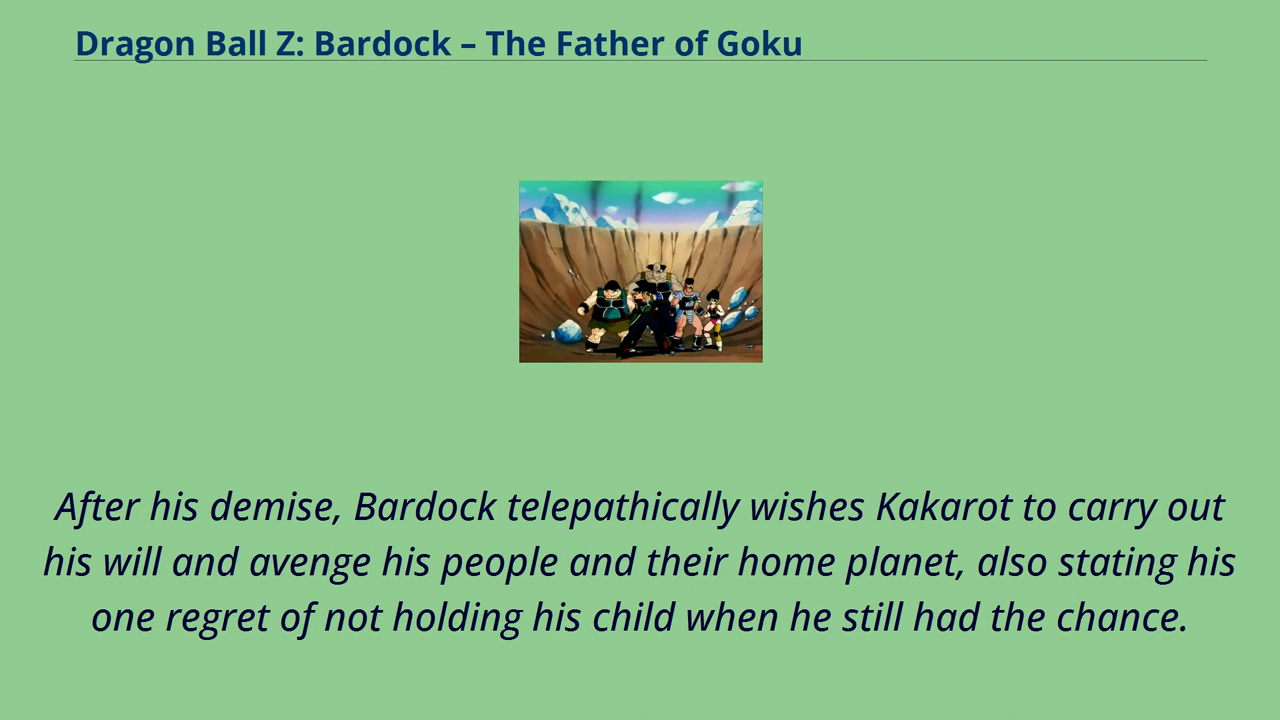 Dragon Ball Z: Bardock – The Father of Goku
After his demise, Bardock telepathically wishes Kakarot to carry out
his will and avenge his people and their home planet, also stating his
one regret of not holding his child when he still had the chance.